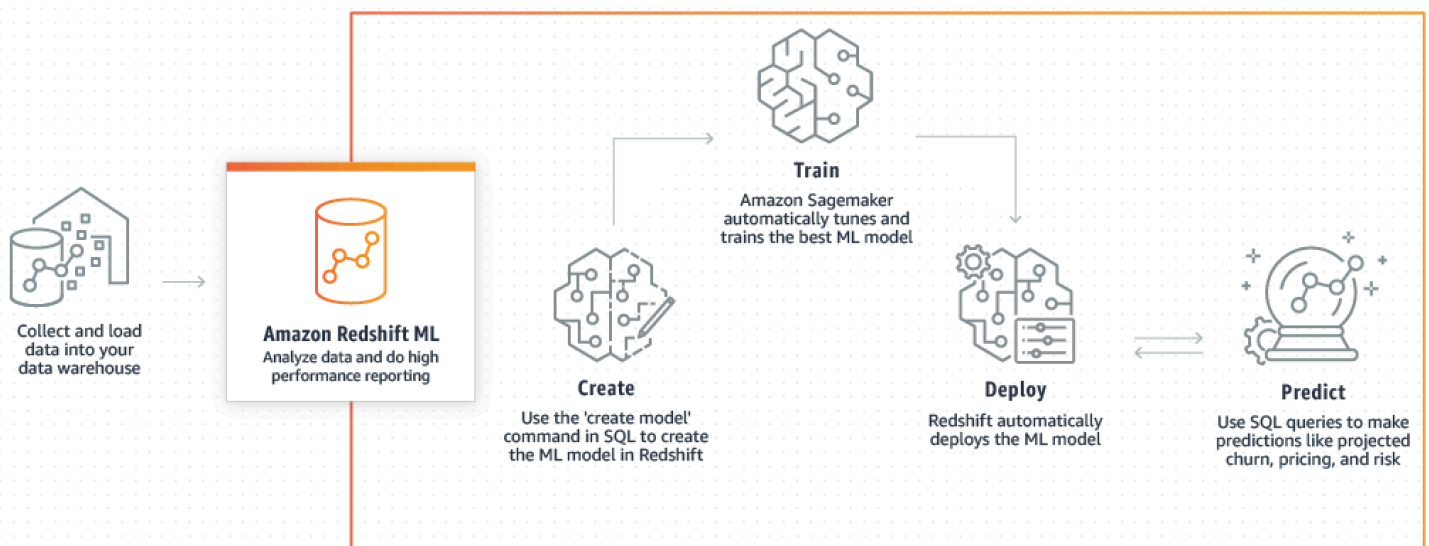 Collect and load
data into your
data warehouse
Amazon Redshift ML
Analyze data and do high
performance reporting
Create
Use the 'create model'
command in SQL to create
the ML model in Redshift
Train
Amazon Sagemaker
automatically tunes and
trains the best ML model
Deploy
Redshift automatically
deploys the ML model
Predict
Use SQL queries to make
predictions like projected
churn, pricing, and risk